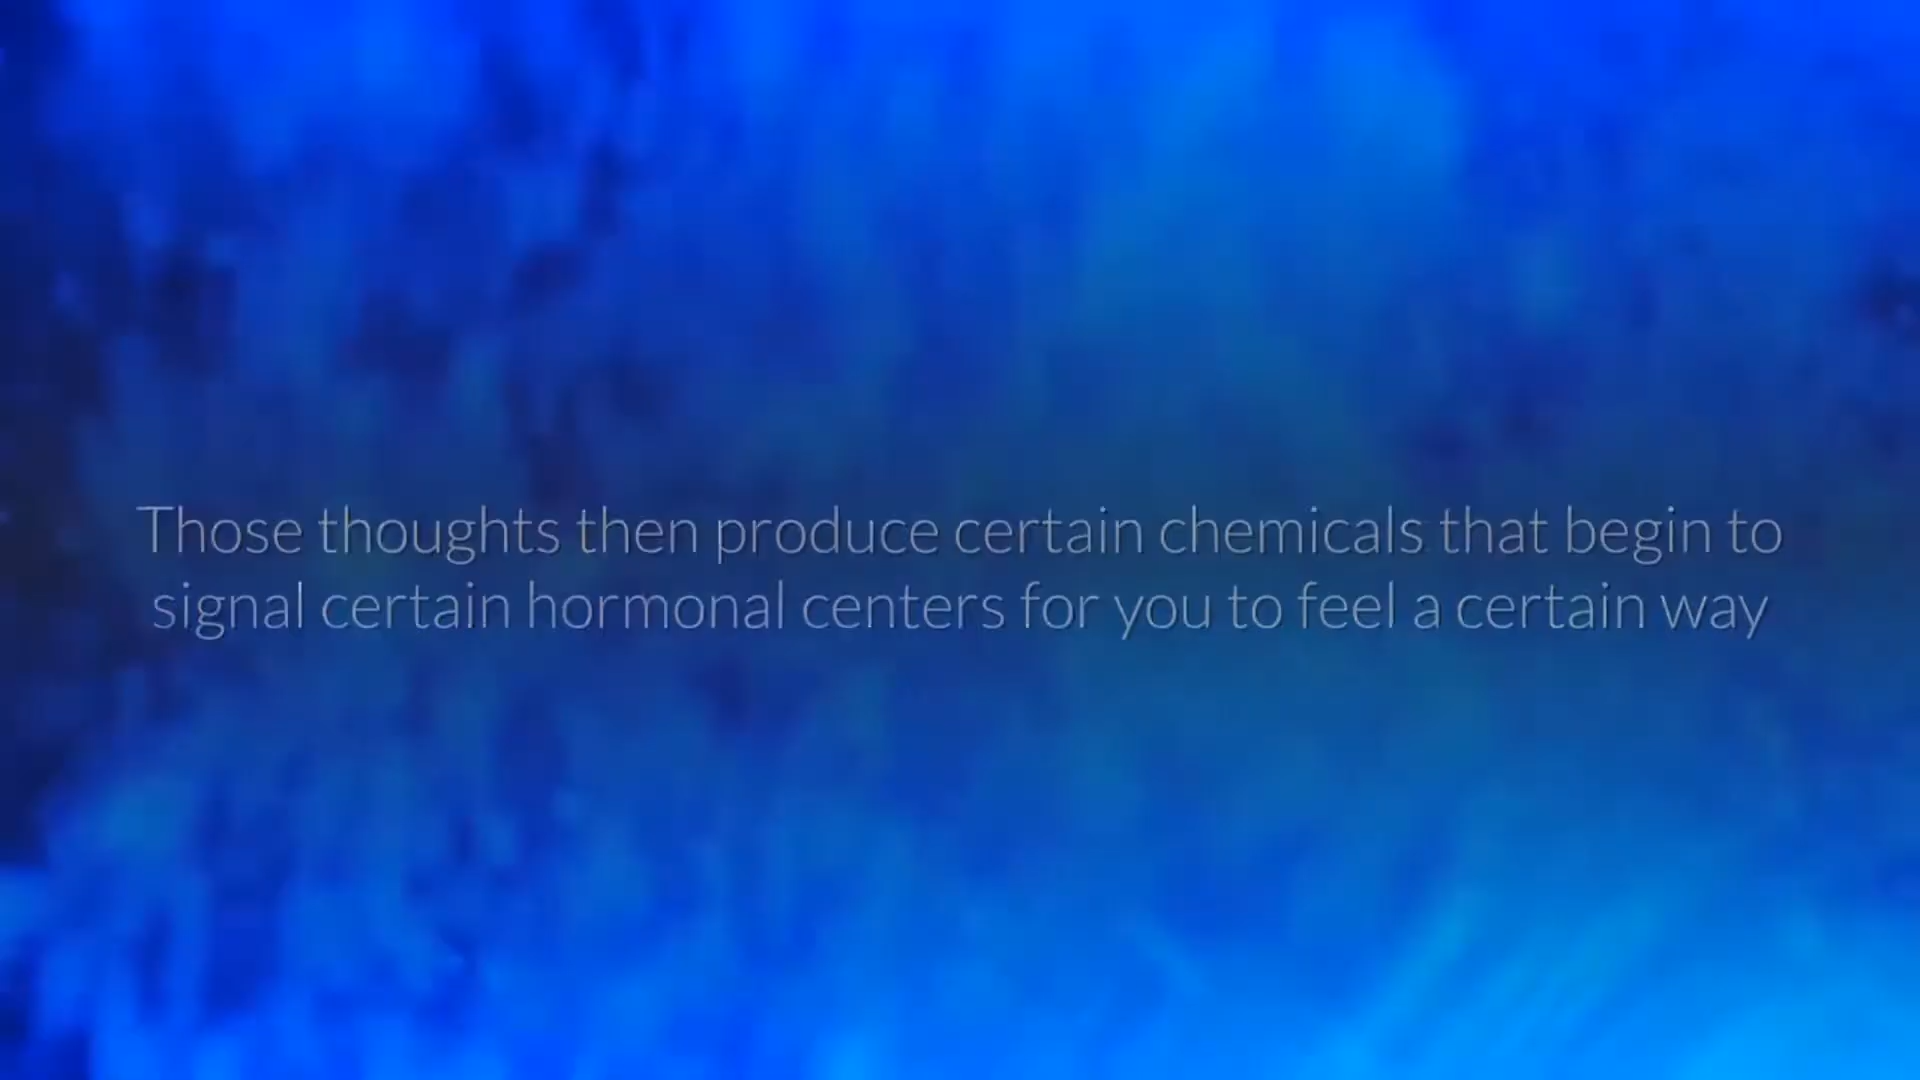 Those thoughts then produce certain chemicals that begin to
signal certain hormonal centers for you to feel a certain way